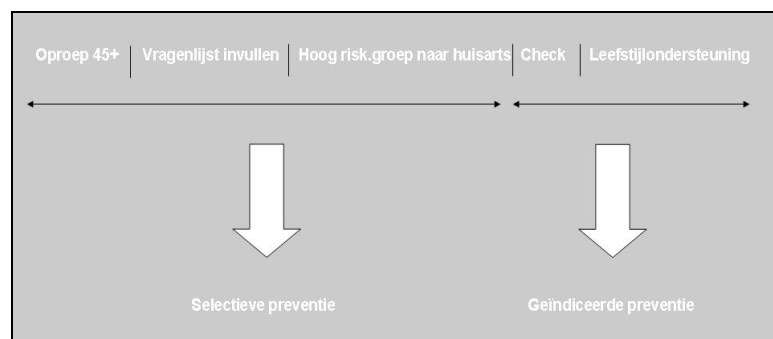 Oproep 45+ Vragenlijst invullen Hoog risk.groep naar huisarts Check Leefstijlondersteuning
Selectieve preventie Geïndiceerde preventie